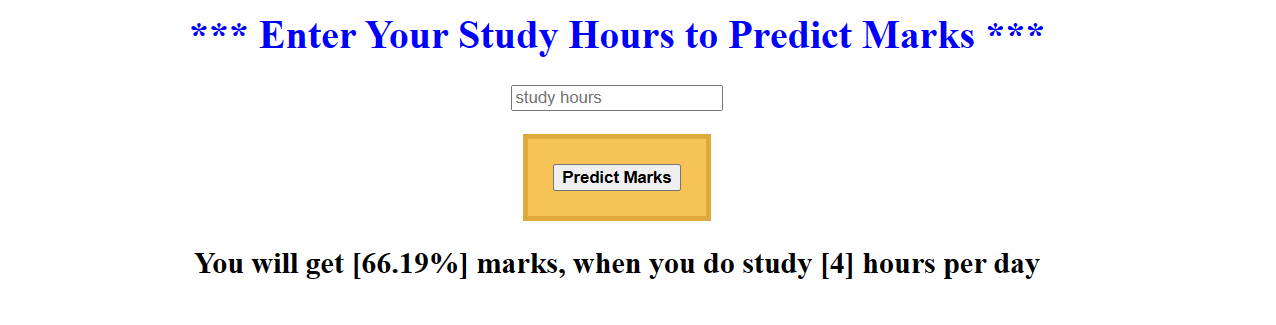 *** Enter Your Study Hours to Predict Marks ***
study hours
Predict Marks
You will get [66.19%] marks, when you do study [4] hours per day